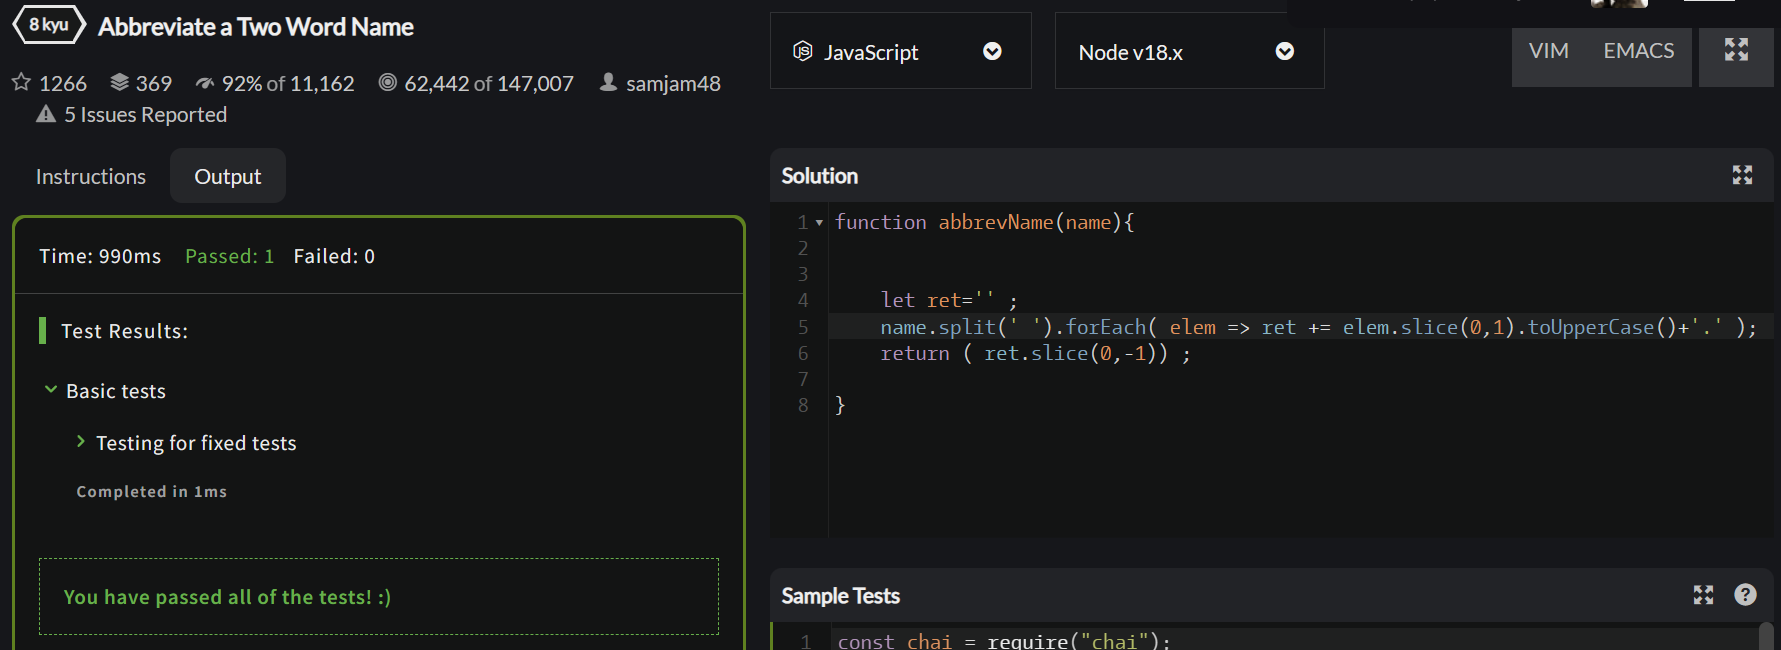 8 kyu Abbreviate a Two Word Name
1266 369 92% of 11,162 62,442 of 147,007 samjam48
5 Issues Reported
JavaScript Node v18.x VIM EMACS
Instructions Output
Time: 990ms Passed: 1 Failed: 0
Test Results:
Basic tests
Testing for fixed tests
Completed in 1ms
You have passed all of the tests! :)
Solution
1 function abbrevName(name){
2
3
4 let ret='' ;
5 name.split(' ').forEach( elem => ret += elem.slice(0,1).toUpperCase()+'.' );
6 return ( ret.slice(0,-1)) ;
7
8 }
Sample Tests
1 const chai = require("chai");